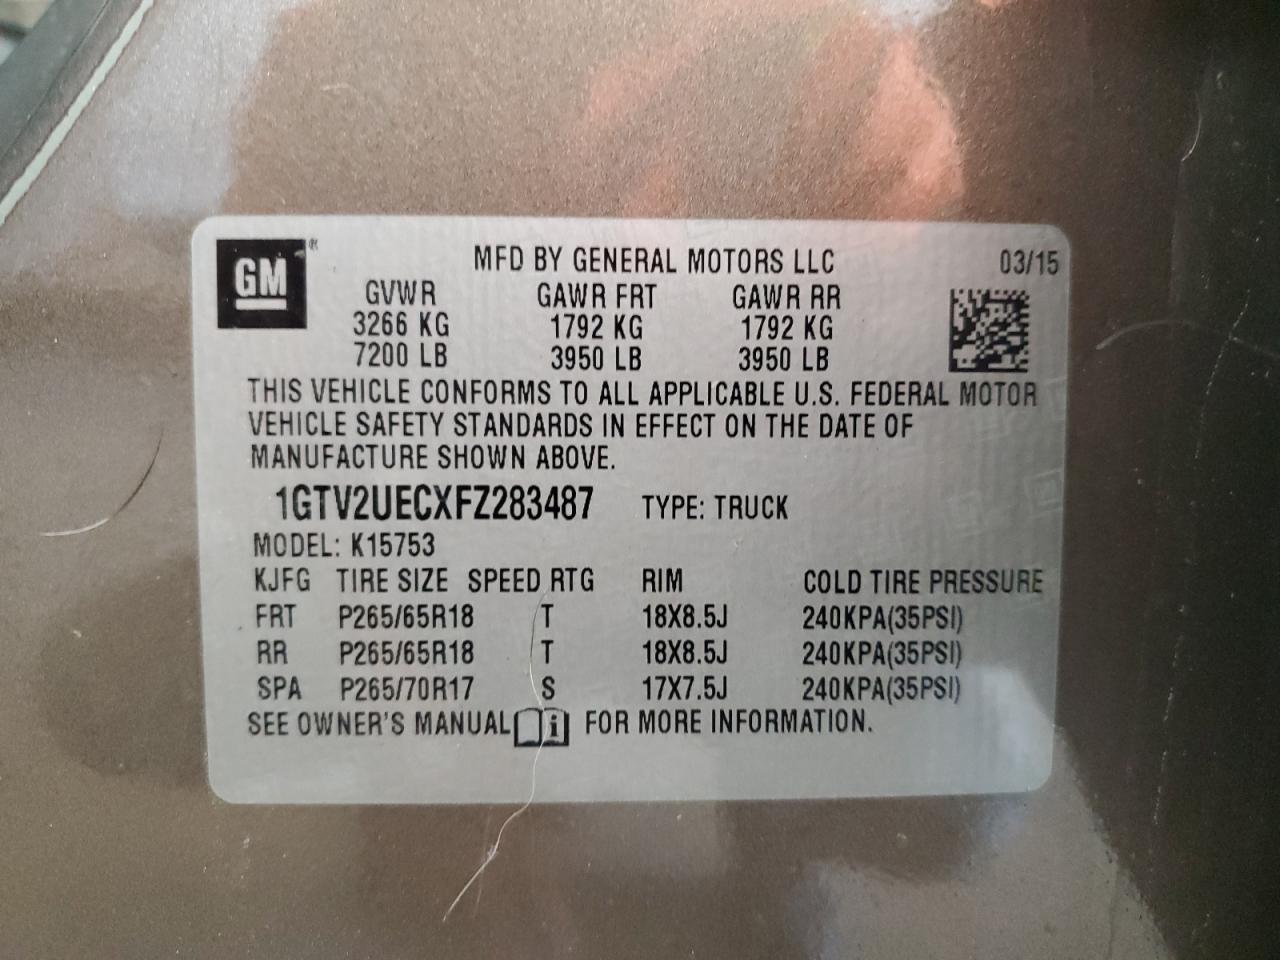 GM®
MFD BY GENERAL MOTORS LLC 03/15
GVWR GAWR FRT GAWR RR
3266 KG 1792 KG 1792 KG
7200 LB 3950 LB 3950 LB
THIS VEHICLE CONFORMS TO ALL APPLICABLE U.S. FEDERAL MOTOR
VEHICLE SAFETY STANDARDS IN EFFECT ON THE DATE OF
MANUFACTURE SHOWN ABOVE.
1GTV2UECXFZ283487 TYPE: TRUCK
MODEL: K15753
KJFG TIRE SIZE SPEED RTG RIM COLD TIRE PRESSURE
FRT P265/65R18 T 18X8.5J 240KPA(35PSI)
RR P265/65R18 T 18X8.5J 240KPA(35PSI)
SPA P265/70R17 S 17X7.5J 240KPA(35PSI)
SEE OWNER'S MANUAL i FOR MORE INFORMATION.